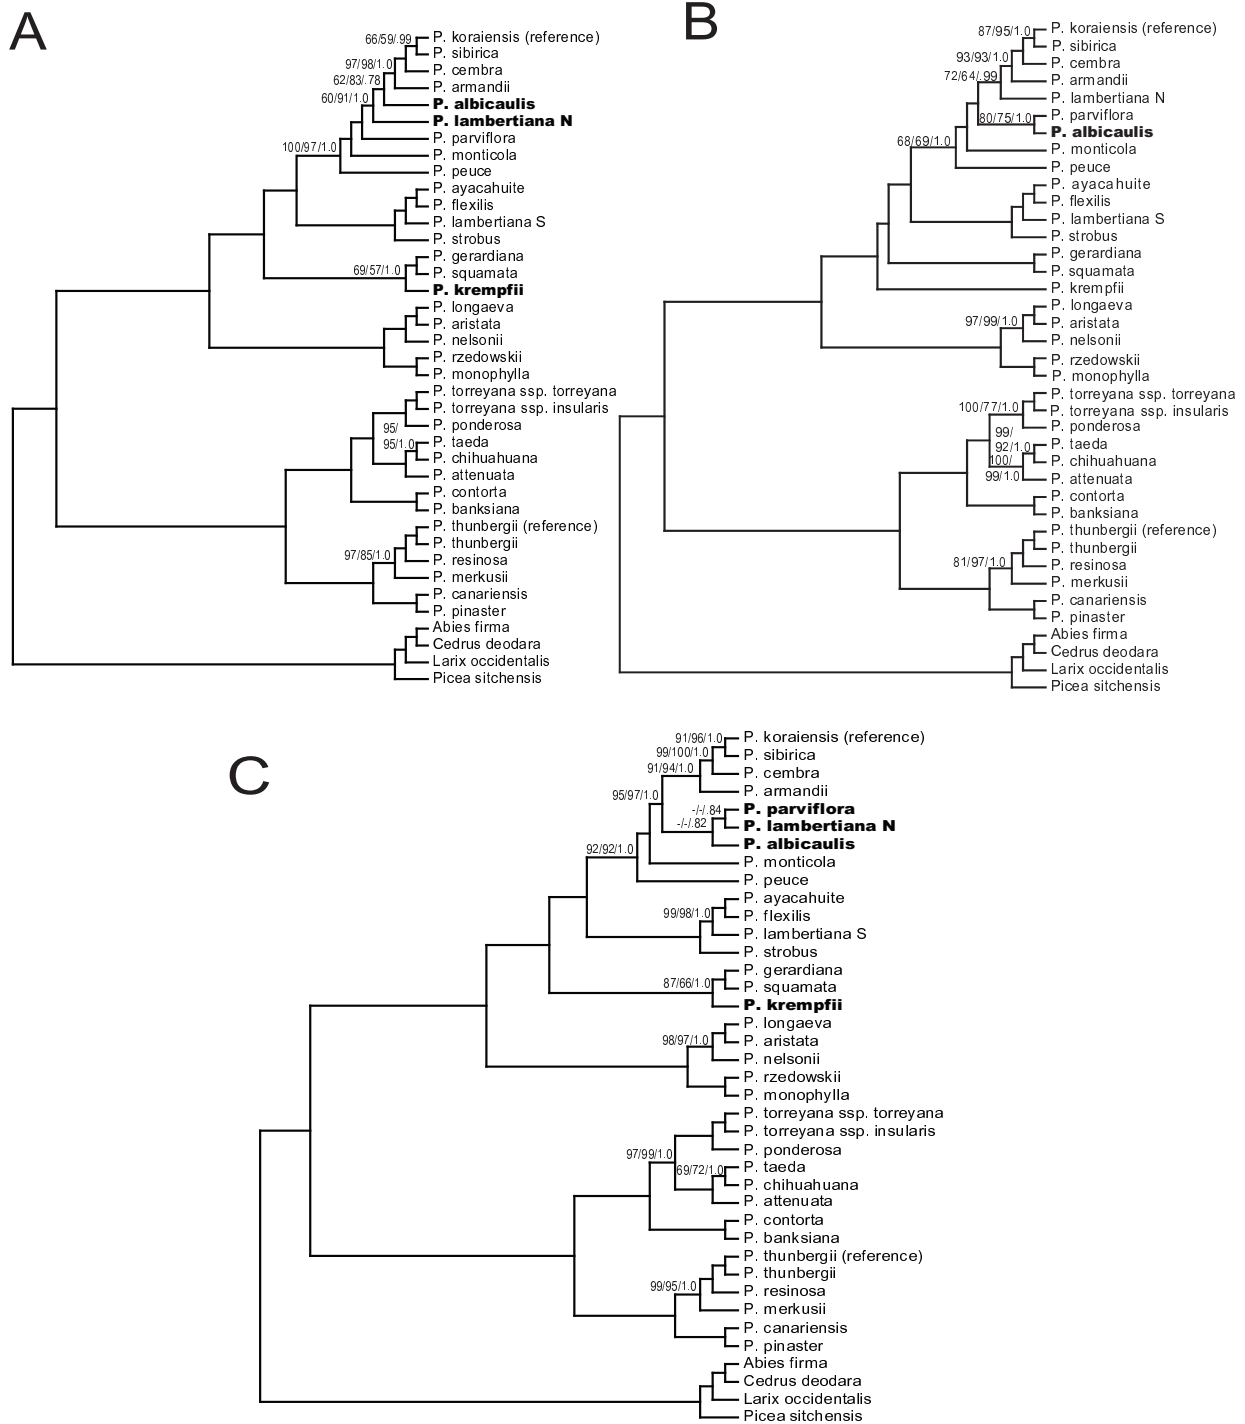 A
66/59/.99
P. koraiensis (reference)
P. sibirica
97/98/1.0
P. cembra
62/83/.78
P. armandii
60/91/1.0
P. albicaulis
P. lambertiana N
P. parviflora
100/97/1.0
P. monticola
P. peuce
P. ayacahuite
P. flexilis
P. lambertiana S
P. strobus
P. gerardiana
69/57/1.0
P. squamata
P. krempfii
P. longaeva
P. aristata
P. nelsonii
P. rzedowskii
P. monophylla
P. torreyana ssp. torreyana
P. torreyana ssp. insularis
P. ponderosa
95/
95/1.0
P. taeda
P. chihuahuana
P. attenuata
P. contorta
P. banksiana
P. thunbergii (reference)
P. thunbergii
97/85/1.0
P. resinosa
P. merkusii
P. canariensis
P. pinaster
Abies firma
Cedrus deodara
Larix occidentalis
Picea sitchensis
B
87/95/1.0
P. koraiensis (reference)
P. sibirica
93/93/1.0
P. cembra
72/64/.99
P. armandii
P. lambertiana N
80/75/1.0
P. parviflora
P. albicaulis
68/69/1.0
P. monticola
P. peuce
P. ayacahuite
P. flexilis
P. lambertiana S
P. strobus
P. gerardiana
P. squamata
P. krempfii
P. longaeva
97/99/1.0
P. aristata
P. nelsonii
P. rzedowskii
P. monophylla
P. torreyana ssp. torreyana
100/77/1.0
P. torreyana ssp. insularis
P. ponderosa
99/
92/1.0
P. taeda
100/
P. chihuahuana
99/1.0
P. attenuata
P. contorta
P. banksiana
P. thunbergii (reference)
P. thunbergii
81/97/1.0
P. resinosa
P. merkusii
P. canariensis
P. pinaster
Abies firma
Cedrus deodara
Larix occidentalis
Picea sitchensis
C
91/96/1.0
P. koraiensis (reference)
99/100/1.0
P. sibirica
91/94/1.0
P. cembra
P. armandii
95/97/1.0
-/-/.84
P. parviflora
-/-/.82
P. lambertiana N
P. albicaulis
92/92/1.0
P. monticola
P. peuce
P. ayacahuite
99/98/1.0
P. flexilis
P. lambertiana S
P. strobus
P. gerardiana
87/66/1.0
P. squamata
P. krempfii
P. longaeva
98/97/1.0
P. aristata
P. nelsonii
P. rzedowskii
P. monophylla
P. torreyana ssp. torreyana
P. torreyana ssp. insularis
97/99/1.0
P. ponderosa
69/72/1.0
P. taeda
P. chihuahuana
P. attenuata
P. contorta
P. banksiana
P. thunbergii (reference)
P. thunbergii
99/95/1.0
P. resinosa
P. merkusii
P. canariensis
P. pinaster
Abies firma
Cedrus deodara
Larix occidentalis
Picea sitchensis